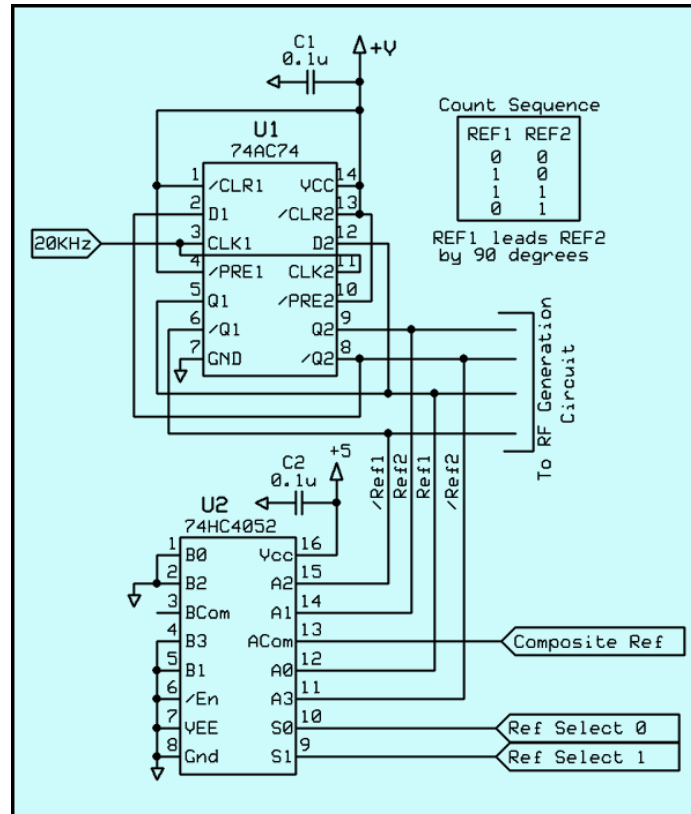 C1
0.1u
+V
Count Sequence
REF1 REF2
0 0
1 0
1 1
0 1
REF1 leads REF2
by 90 degrees
U1
74AC74
1 /CLR1 VCC 14
2 D1 /CLR2 13
3 CLK1 D2 12
4 /PRE1 CLK2 11
5 Q1 /PRE2 10
6 /Q1 Q2 9
7 GND /Q2 8
20KHz
To RF Generation
Circuit
/Ref1
Ref2
Ref1
/Ref2
C2
0.1u
+5
U2
74HC4052
1 B0 Vcc 16
2 B2 A2 15
3 BCom A1 14
4 B3 ACom 13
5 B1 A0 12
6 /En A3 11
7 VEE S0 10
8 Gnd S1 9
Composite Ref
Ref Select 0
Ref Select 1